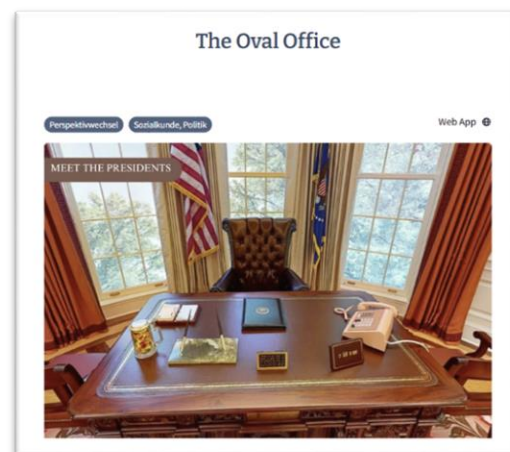 The Oval Office
Perspektivwechsel
Sozialkunde, Politik
Web App
MEET THE PRESIDENTS